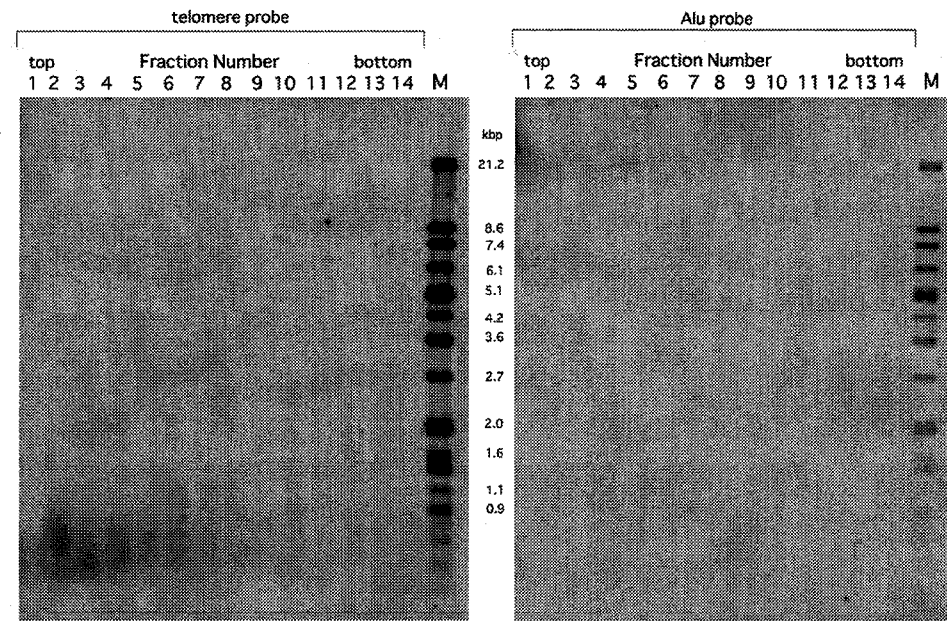 telomere probe
Alu probe
top Fraction Number bottom
1 2 3 4 5 6 7 8 9 10 11 12 13 14 M
top Fraction Number bottom
1 2 3 4 5 6 7 8 9 10 11 12 13 14 M
kbp
21.2
8.6
7.4
6.1
5.1
4.2
3.6
2.7
2.0
1.6
1.1
0.9